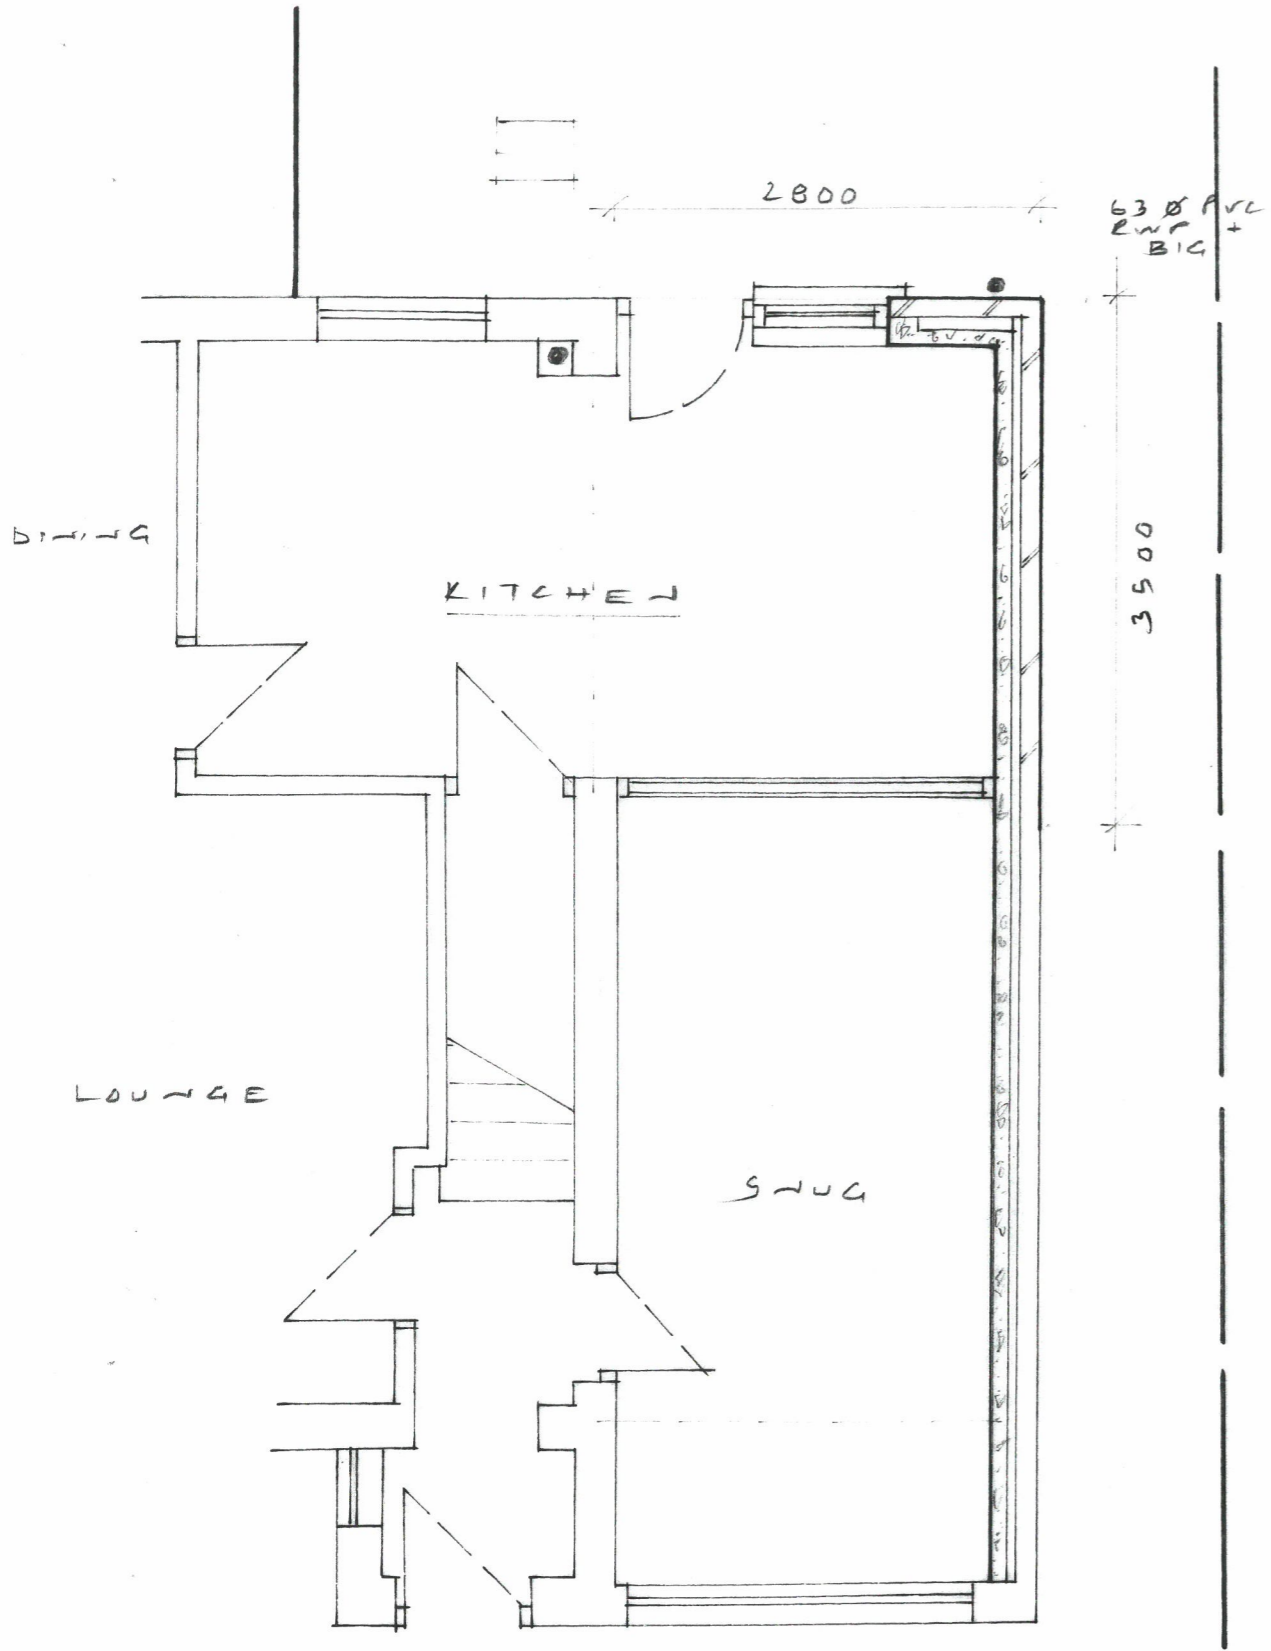 2800
63 Ø PVC
RWP +
BIG
3500
DINING
KITCHEN
LOUNGE
SNUG